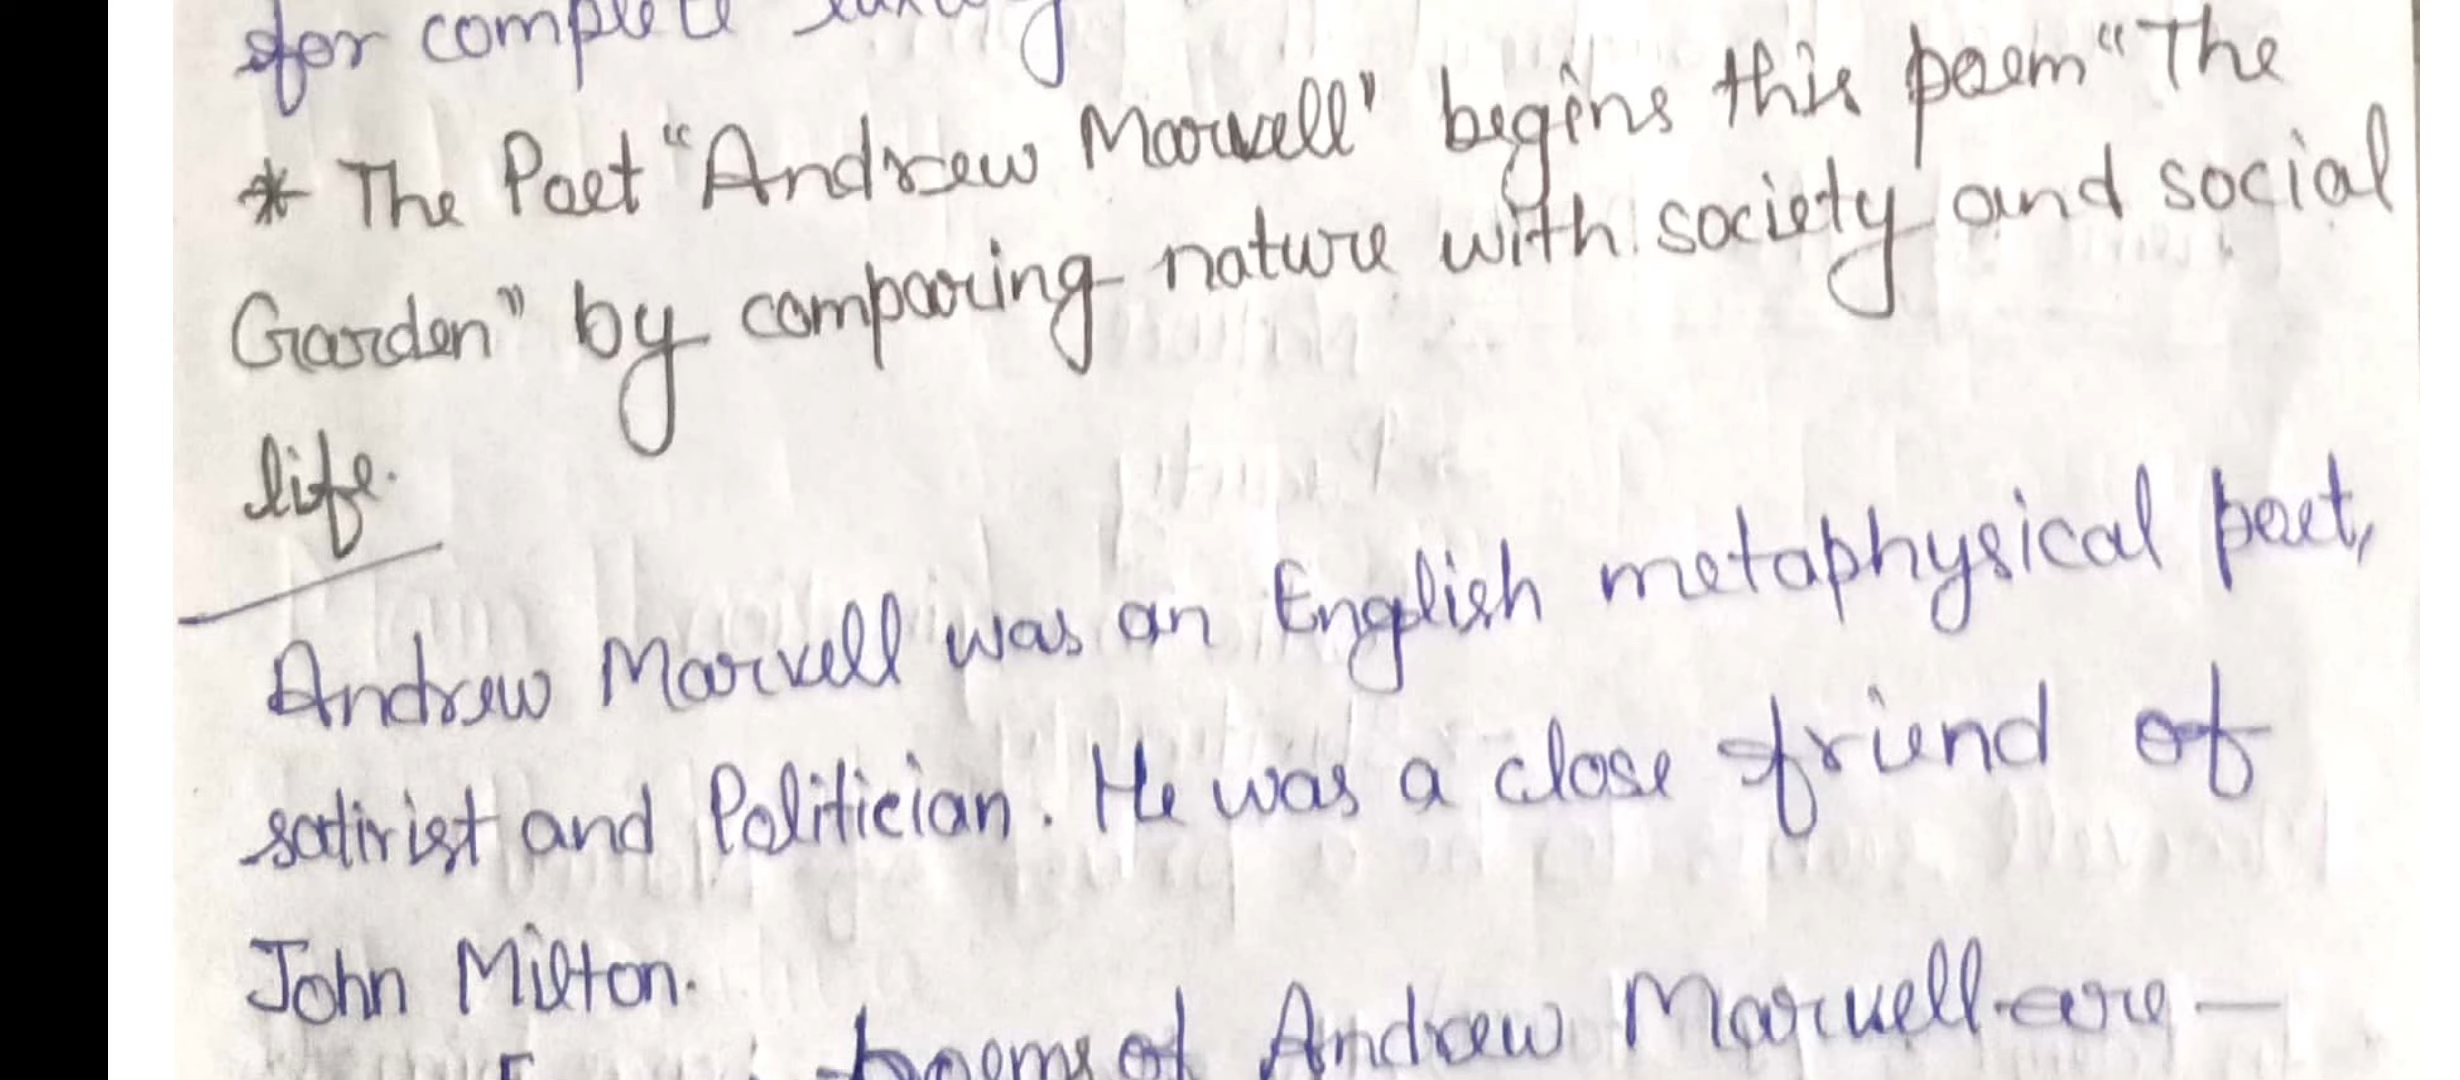 for complete
* The Poet "Andrew Marvell" begins this poem "The
Garden" by comparing nature with society and social
life.
Andrew Marvell was an English metaphysical poet,
satirist and Politician. He was a close friend of
John Milton.
poems of Andrew Marvell are -